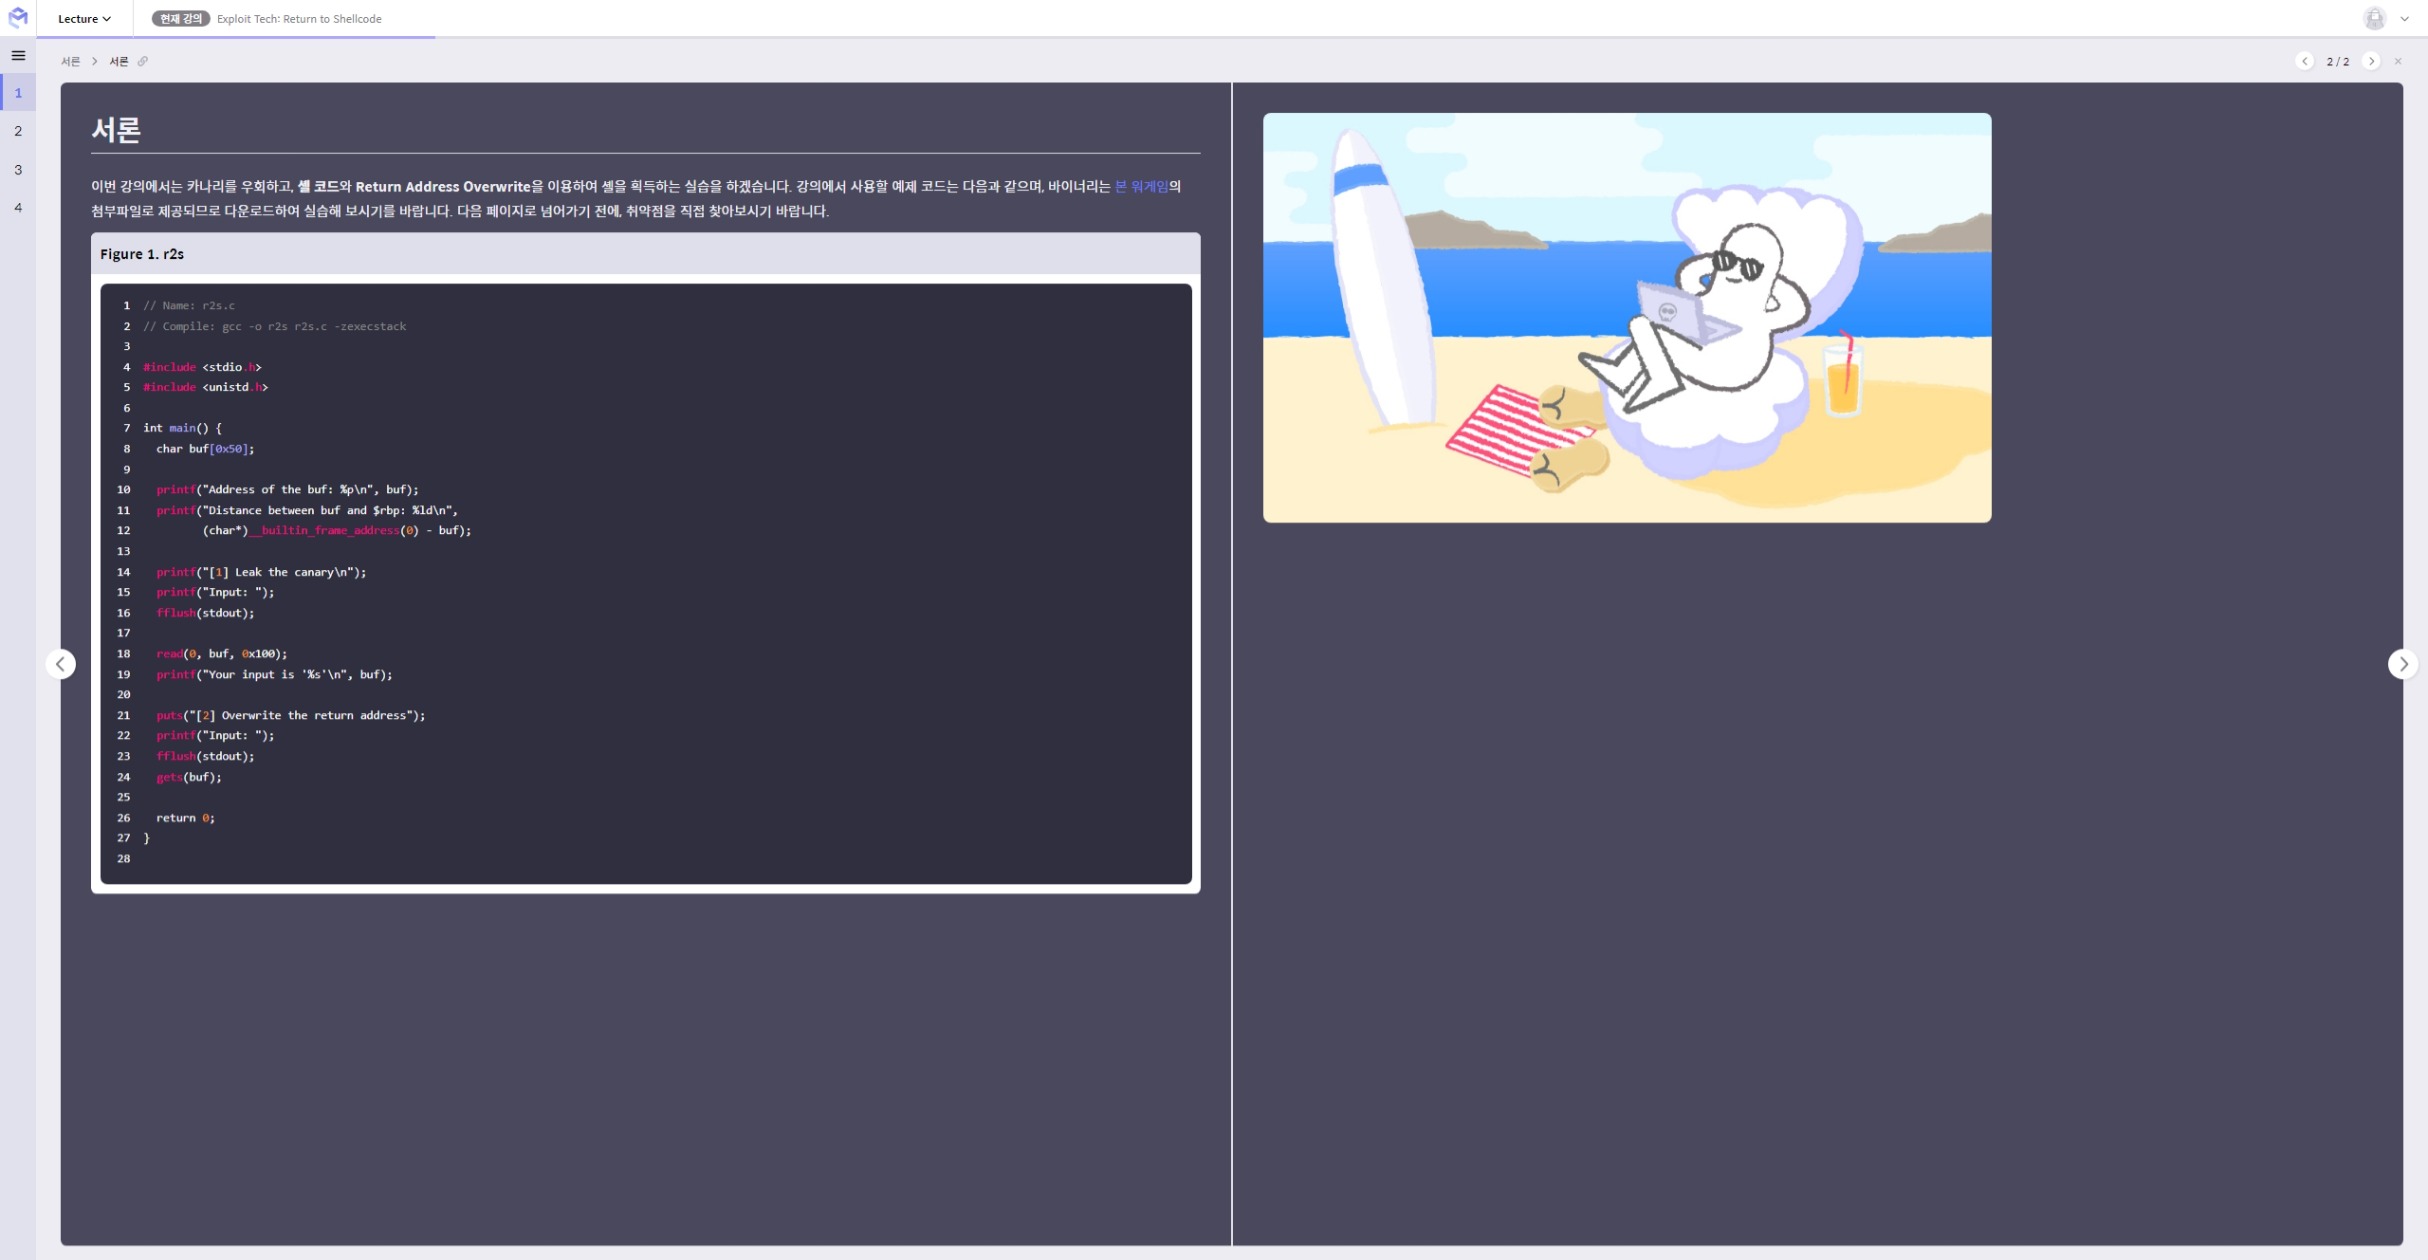 Lecture
현재 강의 Exploit Tech: Return to Shellcode
서론 > 서론
2 / 2
1
2
3
4
서론
이번 강의에서는 카나리를 우회하고, 셸 코드와 Return Address Overwrite을 이용하여 셸을 획득하는 실습을 하겠습니다. 강의에서 사용할 예제 코드는 다음과 같으며, 바이너리는 본 워게임의
첨부파일로 제공되므로 다운로드하여 실습해 보시기를 바랍니다. 다음 페이지로 넘어가기 전에, 취약점을 직접 찾아보시기 바랍니다.
Figure 1. r2s
1 // Name: r2s.c
2 // Compile: gcc -o r2s r2s.c -zexecstack
3
4 #include <stdio.h>
5 #include <unistd.h>
6
7 int main() {
8   char buf[0x50];
9
10   printf("Address of the buf: %p\n", buf);
11   printf("Distance between buf and $rbp: %ld\n",
12          (char*)__builtin_frame_address(0) - buf);
13
14   printf("[1] Leak the canary\n");
15   printf("Input: ");
16   fflush(stdout);
17
18   read(0, buf, 0x100);
19   printf("Your input is '%s'\n", buf);
20
21   puts("[2] Overwrite the return address");
22   printf("Input: ");
23   fflush(stdout);
24   gets(buf);
25
26   return 0;
27 }
28